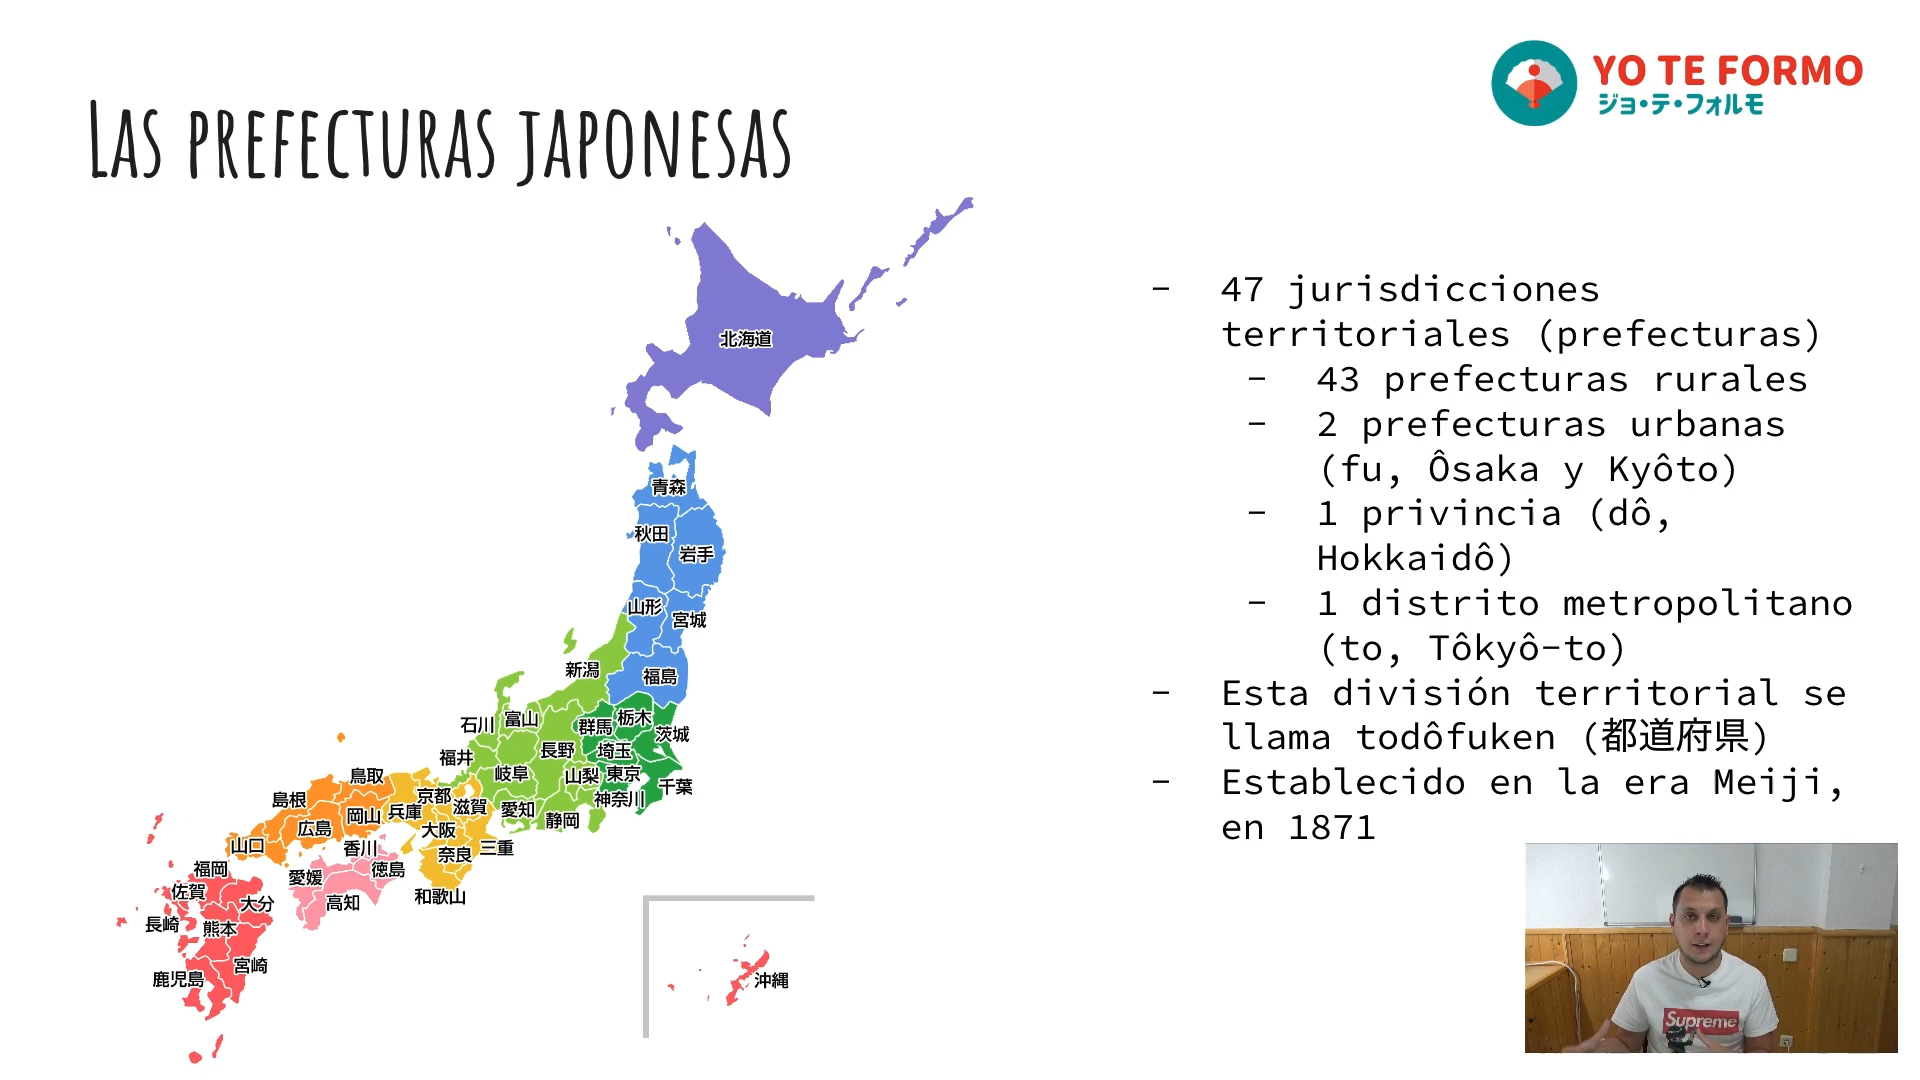 YO TE FORMO
ジョ・テ・フォルモ
Las prefecturas japonesas
北海道
青森
秋田
岩手
山形
宮城
新潟
福島
石川
富山
群馬
栃木
茨城
福井
長野
埼玉
岐阜
山梨
東京
千葉
神奈川
鳥取
島根
京都
滋賀
愛知
静岡
岡山
兵庫
広島
大阪
山口
香川
奈良
三重
福岡
愛媛
徳島
佐賀
大分
高知
和歌山
長崎
熊本
宮崎
鹿児島
沖縄
- 47 jurisdicciones
territoriales (prefecturas)
- 43 prefecturas rurales
- 2 prefecturas urbanas
(fu, Ôsaka y Kyôto)
- 1 privincia (dô,
Hokkaidô)
- 1 distrito metropolitano
(to, Tôkyô-to)
- Esta división territorial se
llama todôfuken (都道府県)
- Establecido en la era Meiji,
en 1871
Supreme